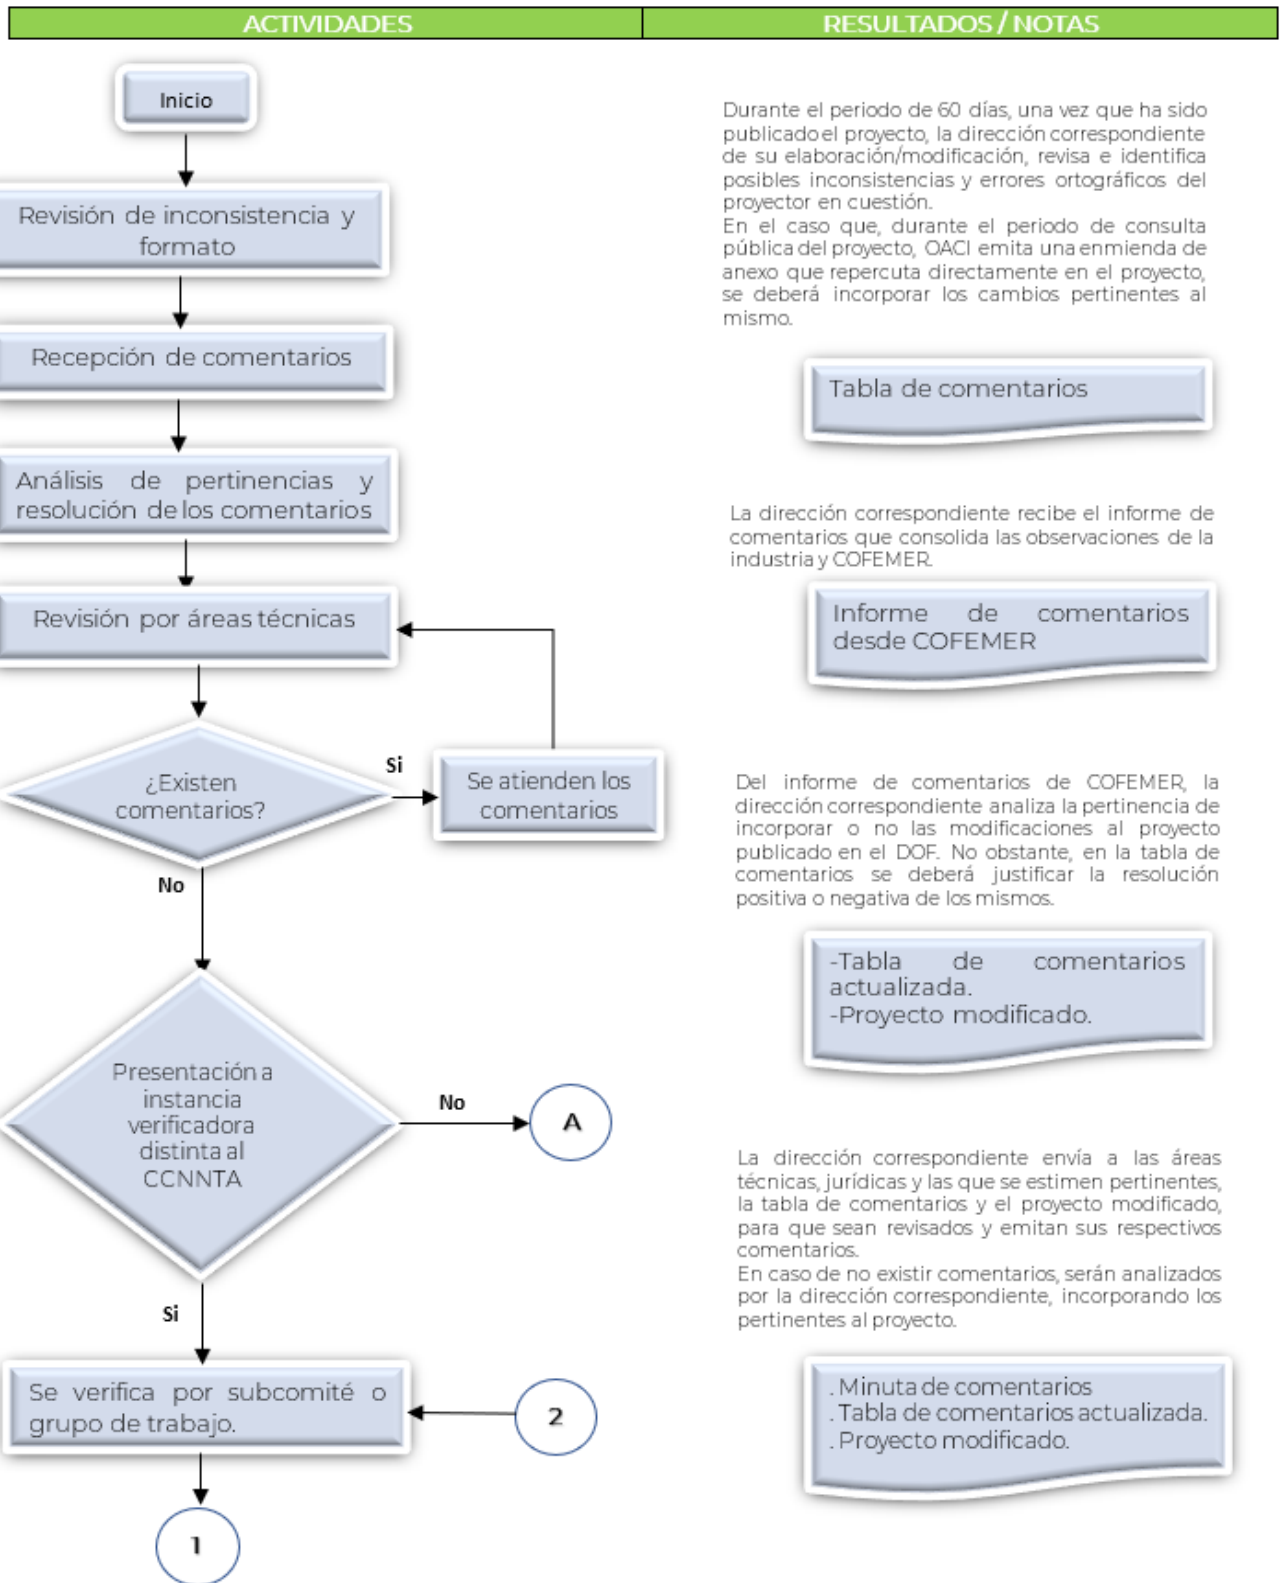 ACTIVIDADES
RESULTADOS / NOTAS
Inicio
Revisión de inconsistencia y
formato
Recepción de comentarios
Análisis de pertinencias y
resolución de los comentarios
Revisión por áreas técnicas
¿Existen
comentarios?
Si
Se atienden los
comentarios
No
Presentación a
instancia
verificadora
distinta al
CCNNTA
No
A
Si
Se verifica por subcomité o
grupo de trabajo.
2
1
Durante el periodo de 60 días, una vez que ha sido
publicado el proyecto, la dirección correspondiente
de su elaboración/modificación, revisa e identifica
posibles inconsistencias y errores ortográficos del
proyector en cuestión.
En el caso que, durante el periodo de consulta
pública del proyecto, OACI emita una enmienda de
anexo que repercuta directamente en el proyecto,
se deberá incorporar los cambios pertinentes al
mismo.
Tabla de comentarios
La dirección correspondiente recibe el informe de
comentarios que consolida las observaciones de la
industria y COFEMER.
Informe de comentarios
desde COFEMER
Del informe de comentarios de COFEMER, la
dirección correspondiente analiza la pertinencia de
incorporar o no las modificaciones al proyecto
publicado en el DOF. No obstante, en la tabla de
comentarios se deberá justificar la resolución
positiva o negativa de los mismos.
-Tabla de comentarios
actualizada.
-Proyecto modificado.
La dirección correspondiente envía a las áreas
técnicas, jurídicas y las que se estimen pertinentes,
la tabla de comentarios y el proyecto modificado,
para que sean revisados y emitan sus respectivos
comentarios.
En caso de no existir comentarios, serán analizados
por la dirección correspondiente, incorporando los
pertinentes al proyecto.
. Minuta de comentarios
. Tabla de comentarios actualizada.
. Proyecto modificado.